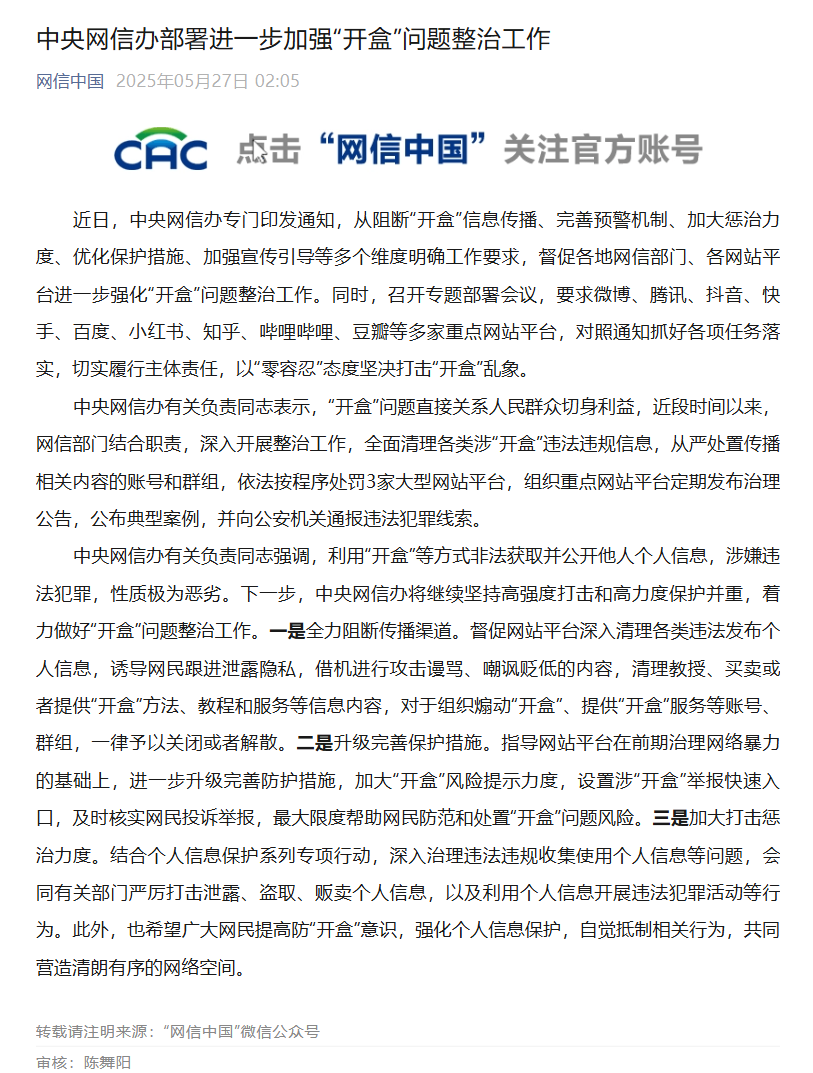 中央网信办部署进一步加强“开盒”问题整治工作
网信中国 2025年05月27日 02:05
CAC 点击“网信中国”关注官方账号
近日，中央网信办专门印发通知，从阻断“开盒”信息传播、完善预警机制、加大惩治力
度、优化保护措施、加强宣传引导等多个维度明确工作要求，督促各地网信部门、各网站平
台进一步强化“开盒”问题整治工作。同时，召开专题部署会议，要求微博、腾讯、抖音、快
手、百度、小红书、知乎、哔哩哔哩、豆瓣等多家重点网站平台，对照通知抓好各项任务落
实，切实履行主体责任，以“零容忍”态度坚决打击“开盒”乱象。
中央网信办有关负责同志表示，“开盒”问题直接关系人民群众切身利益，近段时间以来，
网信部门结合职责，深入开展整治工作，全面清理各类涉“开盒”违法违规信息，从严处置传播
相关内容的账号和群组，依法按程序处罚3家大型网站平台，组织重点网站平台定期发布治理
公告，公布典型案例，并向公安机关通报违法犯罪线索。
中央网信办有关负责同志强调，利用“开盒”等方式非法获取并公开他人个人信息，涉嫌违
法犯罪，性质极为恶劣。下一步，中央网信办将继续坚持高强度打击和高力度保护并重，着
力做好“开盒”问题整治工作。一是全力阻断传播渠道。督促网站平台深入清理各类违法发布个
人信息，诱导网民跟进泄露隐私，借机进行攻击谩骂、嘲讽贬低的内容，清理教授、买卖或
者提供“开盒”方法、教程和服务等信息内容，对于组织煽动“开盒”、提供“开盒”服务等账号、
群组，一律予以关闭或者解散。二是升级完善保护措施。指导网站平台在前期治理网络暴力
的基础上，进一步升级完善防护措施，加大“开盒”风险提示力度，设置涉“开盒”举报快速入
口，及时核实网民投诉举报，最大限度帮助网民防范和处置“开盒”问题风险。三是加大打击惩
治力度。结合个人信息保护系列专项行动，深入治理违法违规收集使用个人信息等问题，会
同有关部门严厉打击泄露、盗取、贩卖个人信息，以及利用个人信息开展违法犯罪活动等行
为。此外，也希望广大网民提高防“开盒”意识，强化个人信息保护，自觉抵制相关行为，共同
营造清朗有序的网络空间。
转载请注明来源：“网信中国”微信公众号
审核：陈舞阳